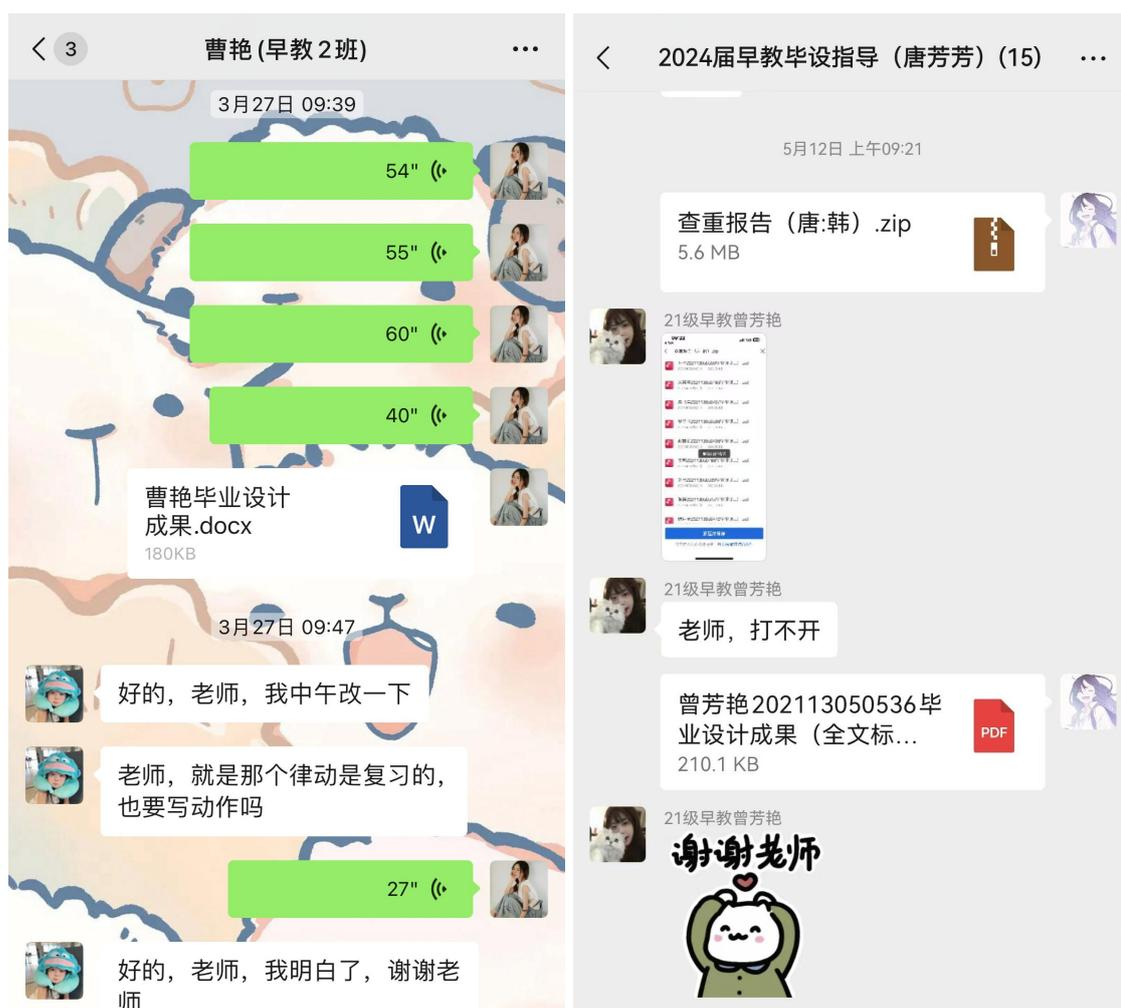 3
曹艳(早教2班)
3月27日 09:39
54"
55"
60"
40"
曹艳毕业设计
成果.docx
W
180KB
3月27日 09:47
好的，老师，我中午改一下
老师，就是那个律动是复习的，
也要写动作吗
27"
好的，老师，我明白了，谢谢老
师
2024届早教毕设指导（唐芳芳）(15)
5月12日 上午09:21
查重报告（唐:韩）.zip
5.6 MB
21级早教曾芳艳
21级早教曾芳艳
老师，打不开
曾芳艳202113050536毕
业设计成果（全文标...
PDF
210.1 KB
21级早教曾芳艳
谢谢老师